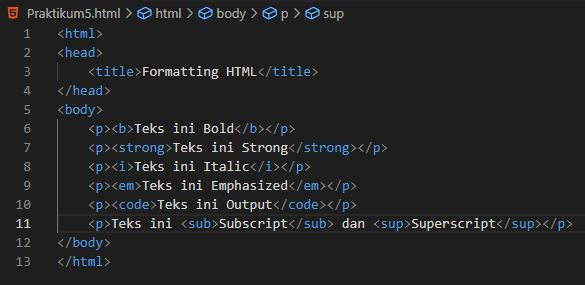 Praktikum5.html > html > body > p > sup
1 <html>
2 <head>
3     <title>Formatting HTML</title>
4 </head>
5 <body>
6     <p><b>Teks ini Bold</b></p>
7     <p><strong>Teks ini Strong</strong></p>
8     <p><i>Teks ini Italic</i></p>
9     <p><em>Teks ini Emphasized</em></p>
10     <p><code>Teks ini Output</code></p>
11     <p>Teks ini <sub>Subscript</sub> dan <sup>Superscript</sup></p>
12 </body>
13 </html>